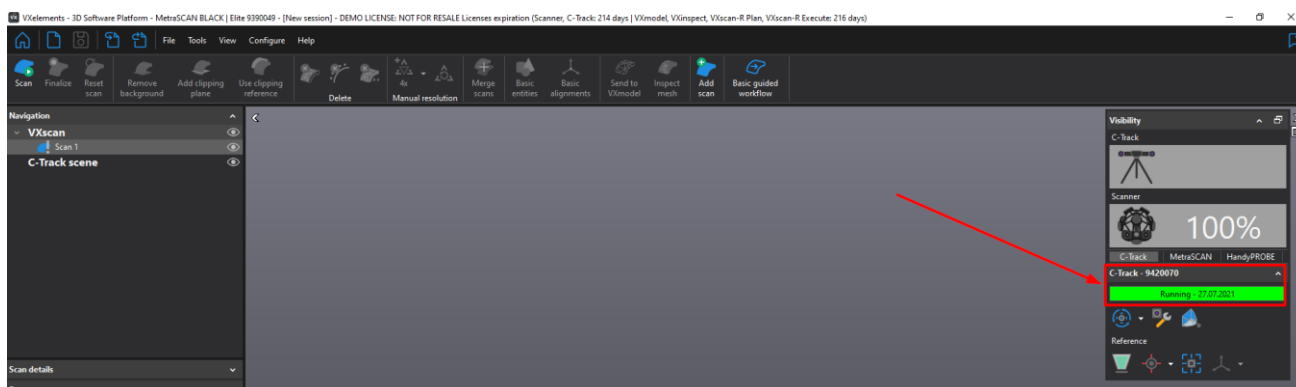 VXelements - 3D Software Platform - MetraSCAN BLACK | Elite 9390049 - [New session] - DEMO LICENSE: NOT FOR RESALE Licenses expiration (Scanner, C-Track: 214 days | VXmodel, VXinspect, VXscan-R Plan, VXscan-R Execute: 216 days)
File Tools View Configure Help
Scan Finalize Reset scan Remove background Add clipping plane Use clipping reference Delete 4x Manual resolution Merge scans Basic entities Basic alignments Send to VXmodel Inspect mesh Add scan Basic guided workflow
Navigation
VXscan
Scan 1
C-Track scene
Scan details
Visibility
C-Track
Scanner
100%
C-Track MetraSCAN HandyPROBE
C-Track - 9420070
Running - 27.07.2021
Reference